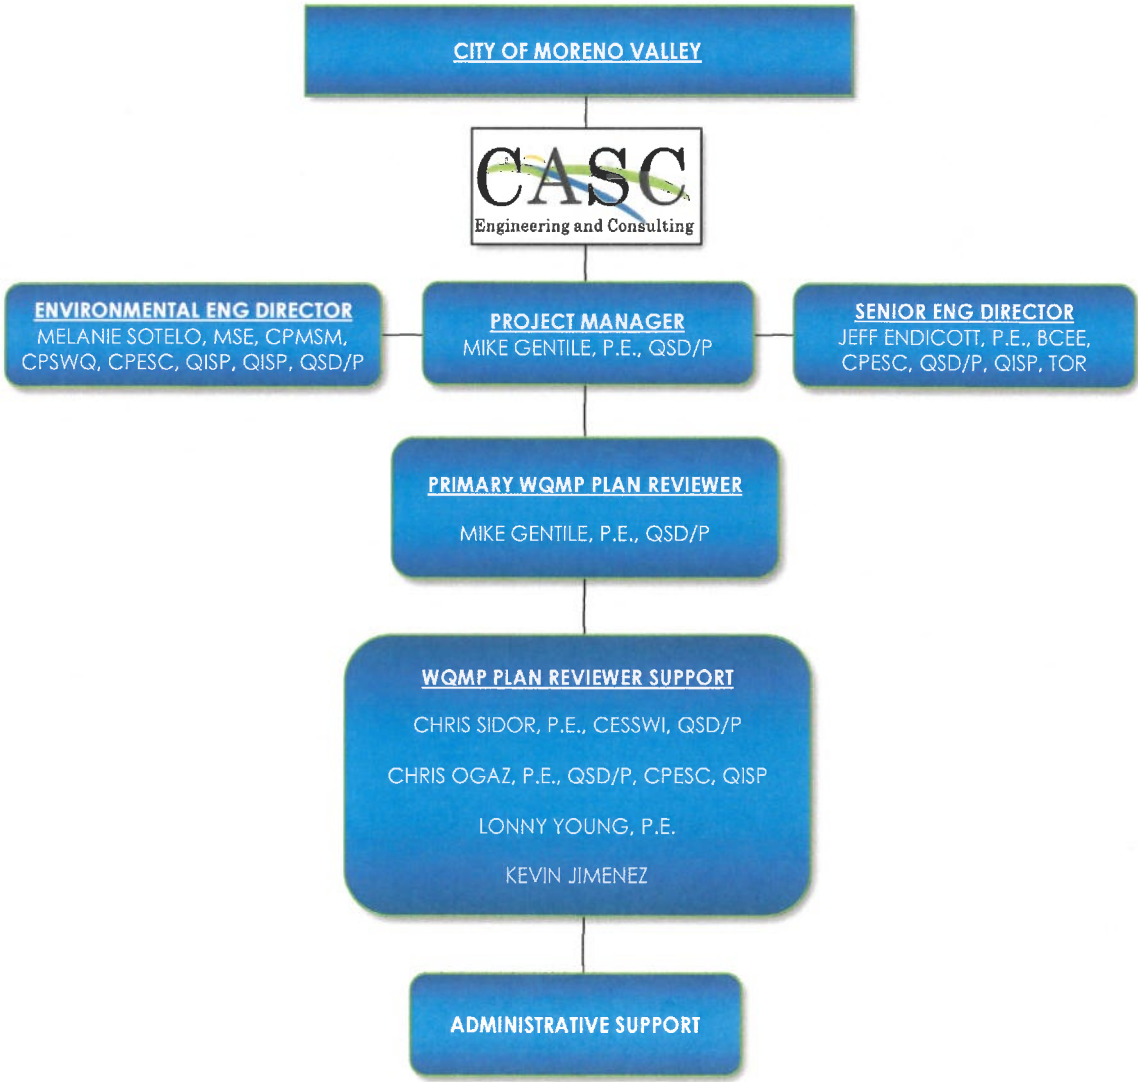 CITY OF MORENO VALLEY
CASC
Engineering and Consulting
ENVIRONMENTAL ENG DIRECTOR
MELANIE SOTELO, MSE, CPMSM,
CPSWQ, CPESC, QISP, QISP, QSD/P
PROJECT MANAGER
MIKE GENTILE, P.E., QSD/P
SENIOR ENG DIRECTOR
JEFF ENDICOTT, P.E., BCEE,
CPESC, QSD/P, QISP, TOR
PRIMARY WQMP PLAN REVIEWER
MIKE GENTILE, P.E., QSD/P
WQMP PLAN REVIEWER SUPPORT
CHRIS SIDOR, P.E., CESSWI, QSD/P
CHRIS OGAZ, P.E., QSD/P, CPESC, QISP
LONNY YOUNG, P.E.
KEVIN JIMENEZ
ADMINISTRATIVE SUPPORT